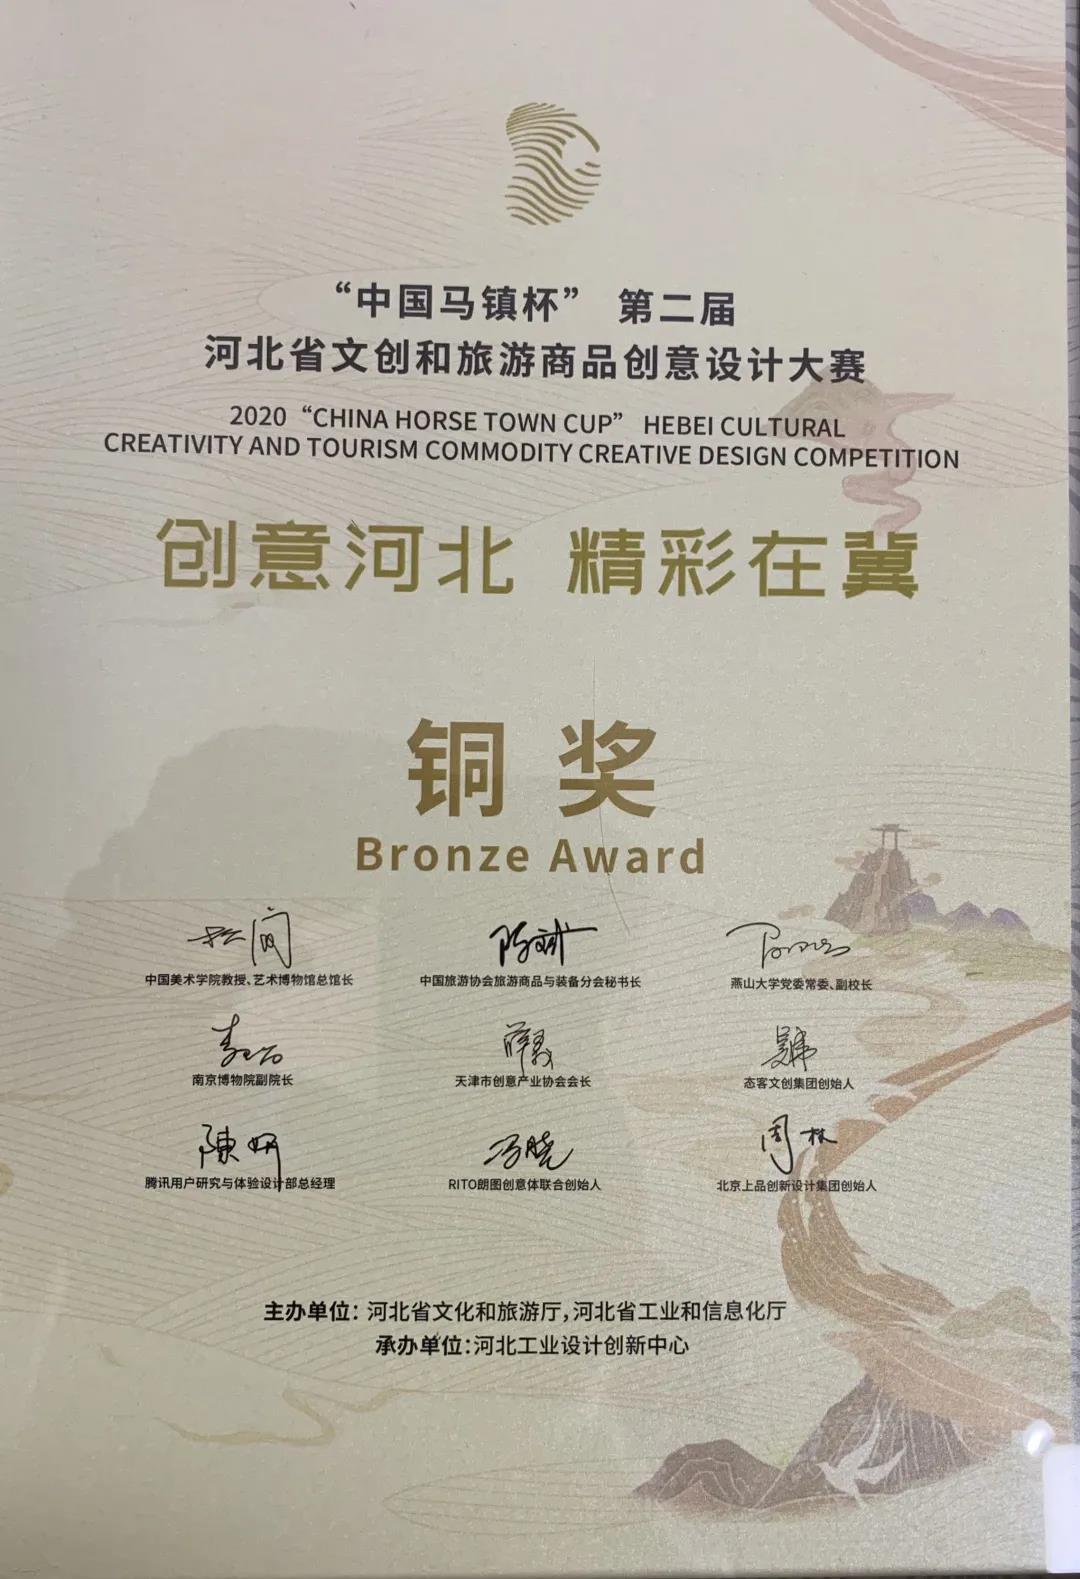 “中国马镇杯” 第二届
河北省文创和旅游商品创意设计大赛
2020“CHINA HORSE TOWN CUP” HEBEI CULTURAL
CREATIVITY AND TOURISM COMMODITY CREATIVE DESIGN COMPETITION
创意河北 精彩在冀
铜奖
Bronze Award
陈斌
中国美术学院教授、艺术博物馆总馆长 中国旅游协会旅游商品与装备分会秘书长 燕山大学党委常委、副校长
南京博物院副院长 天津市创意产业协会会长 态客文创集团创始人
陳妍 冯晓 周林
腾讯用户研究与体验设计部总经理 RITO朗图创意体联合创始人 北京上品创新设计集团创始人
主办单位：河北省文化和旅游厅,河北省工业和信息化厅
承办单位:河北工业设计创新中心